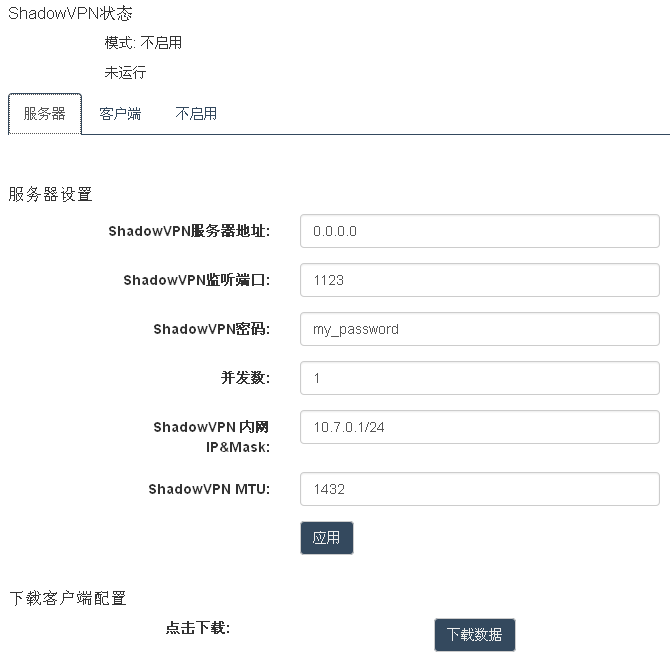 ShadowVPN状态
模式: 不启用
未运行
服务器 客户端 不启用
服务器设置
ShadowVPN服务器地址: 0.0.0.0
ShadowVPN监听端口: 1123
ShadowVPN密码: my_password
并发数: 1
ShadowVPN 内网 10.7.0.1/24
IP&Mask:
ShadowVPN MTU: 1432
应用
下载客户端配置
点击下载: 下载数据